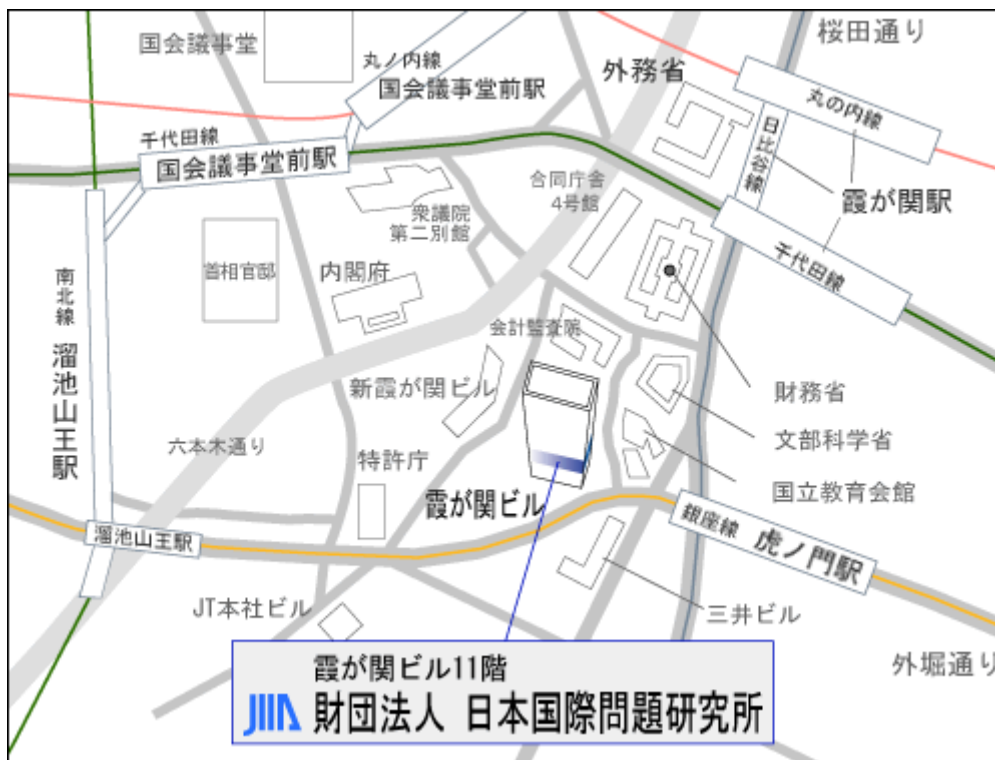 国会議事堂
丸ノ内線
国会議事堂前駅
桜田通り
外務省
丸の内線
日比谷線
千代田線
国会議事堂前駅
合同庁舎
4号館
霞が関駅
衆議院
第二別館
千代田線
首相官邸
内閣府
南北線
溜池山王駅
会計監査院
新霞が関ビル
財務省
文部科学省
六本木通り
特許庁
国立教育会館
霞が関ビル
銀座線 虎ノ門駅
溜池山王駅
JT本社ビル
三井ビル
外堀通り
霞が関ビル11階
JIIA 財団法人 日本国際問題研究所